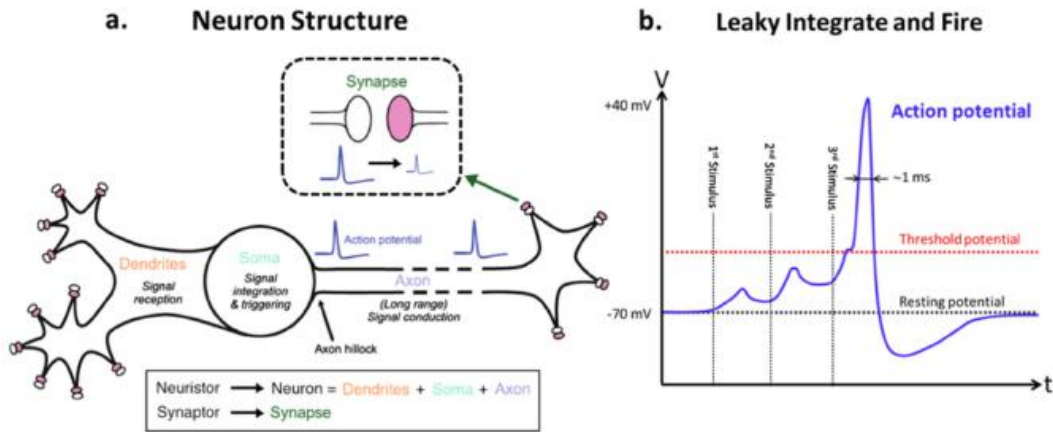 a. Neuron Structure
Synapse
Action potential
Dendrites
Signal
reception
Soma
Signal
integration
& triggering
Axon
(Long range)
Signal conduction
Axon hillock
Neuristor → Neuron = Dendrites + Soma + Axon
Synaptor → Synapse
b. Leaky Integrate and Fire
V
+40 mV
Action potential
1st Stimulus
2nd Stimulus
3rd Stimulus
~1 ms
Threshold potential
Resting potential
-70 mV
t